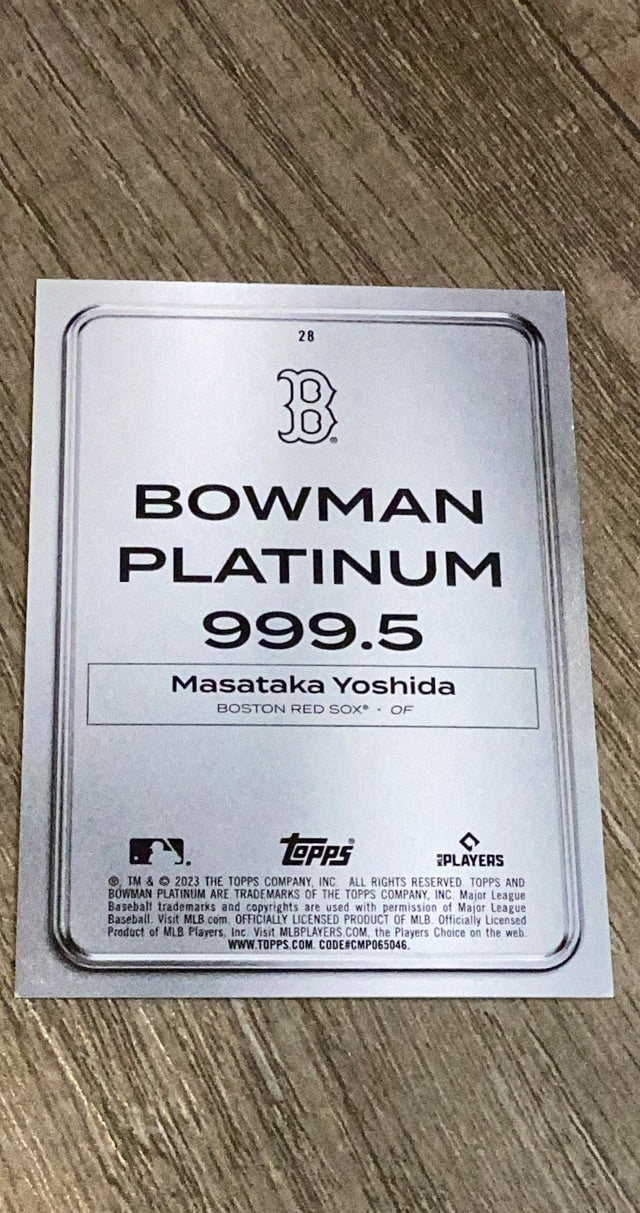 28
B®
BOWMAN
PLATINUM
999.5
Masataka Yoshida
BOSTON RED SOX® • OF
topps®
MLB PLAYERS
®, TM & © 2023 THE TOPPS COMPANY, INC. ALL RIGHTS RESERVED. TOPPS AND
BOWMAN PLATINUM ARE TRADEMARKS OF THE TOPPS COMPANY, INC. Major League
Baseball trademarks and copyrights are used with permission of Major League
Baseball. Visit MLB.com. OFFICIALLY LICENSED PRODUCT OF MLB. Officially Licensed
Product of MLB Players, Inc. Visit MLBPLAYERS.COM, the Players Choice on the web.
WWW.TOPPS.COM. CODE#CMP065046.